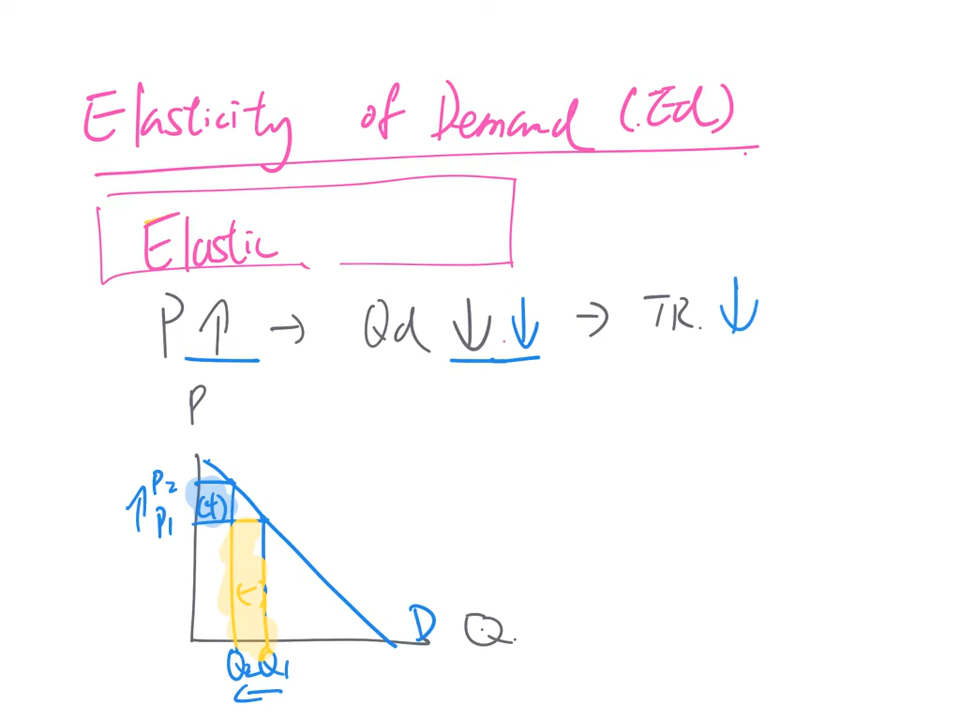 Elasticity of Demand (Ed)
Elastic
P ↑ → Qd ↓ ↓ → TR. ↓
P
↑ P2
P1
(+)
(-)
D
Q
Q2 Q1
←